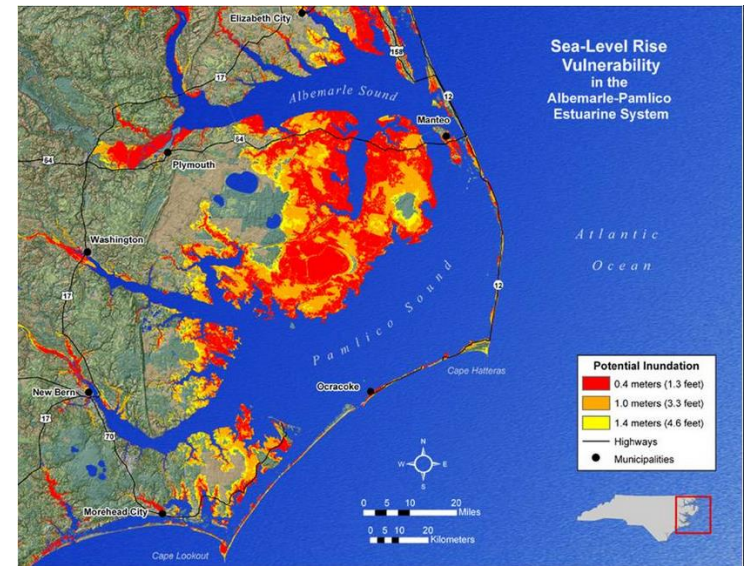 Sea-Level Rise
Vulnerability
in the
Albemarle-Pamlico
Estuarine System
Elizabeth City
158
17
12
Albemarle Sound
Manteo
64
64
Plymouth
Washington
17
Atlantic
Ocean
12
Pamlico Sound
Cape Hatteras
Ocracoke
New Bern
17
70
Morehead City
Cape Lookout
Potential Inundation
0.4 meters (1.3 feet)
1.0 meters (3.3 feet)
1.4 meters (4.6 feet)
Highways
Municipalities
N
W E
S
0 5 10 20
Miles
0 5 10 20
Kilometers